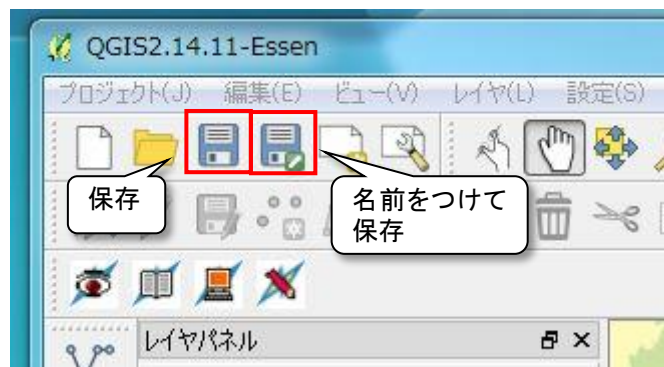 QGIS2.14.11-Essen
プロジェクト(J) 編集(E) ビュー(V) レイヤ(L) 設定(S)
保存
名前をつけて
保存
レイヤパネル